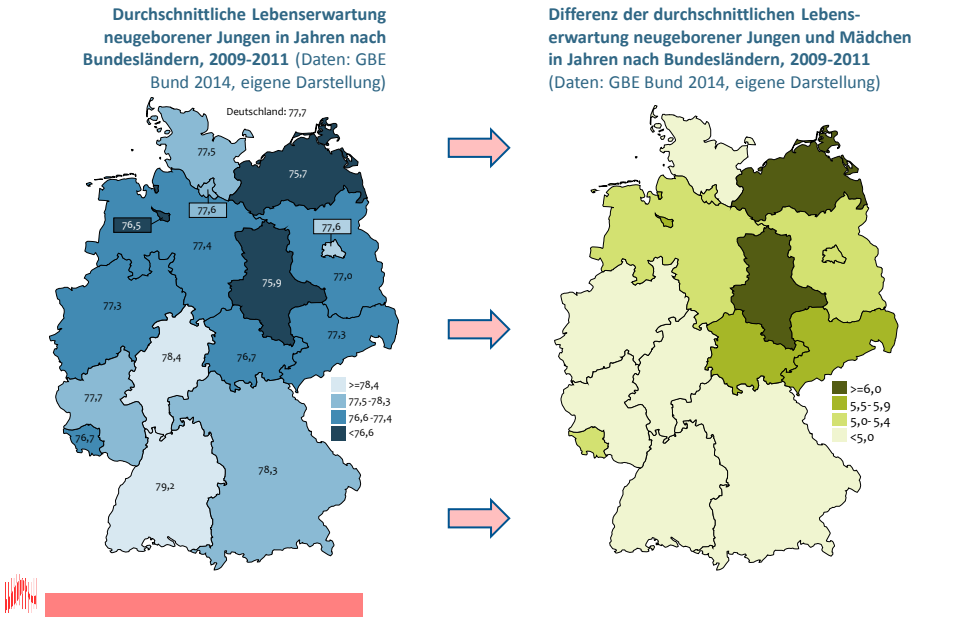 Durchschnittliche Lebenserwartung
neugeborener Jungen in Jahren nach
Bundesländern, 2009-2011 (Daten: GBE
Bund 2014, eigene Darstellung)
Deutschland: 77,7
77,5
75,7
77,6
76,5
77,6
77,4
77,0
75,9
77,3
77,3
78,4
76,7
77,7
76,7
78,3
79,2
>=78,4
77,5-78,3
76,6-77,4
<76,6
Differenz der durchschnittlichen Lebens-
erwartung neugeborener Jungen und Mädchen
in Jahren nach Bundesländern, 2009-2011
(Daten: GBE Bund 2014, eigene Darstellung)
>=6,0
5,5-5,9
5,0-5,4
<5,0